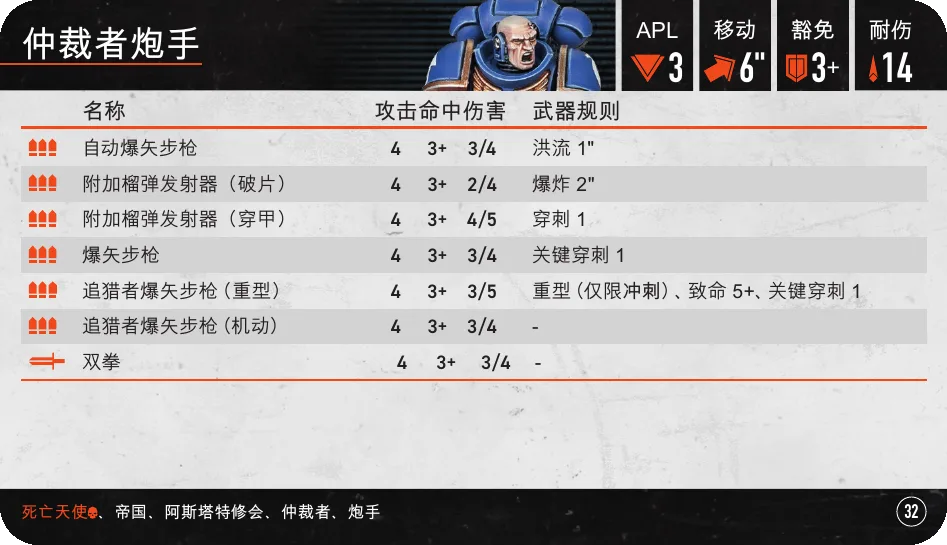 仲裁者炮手
APL 移动 豁免 耐伤
3 6" 3+ 14
名称 攻击 命中 伤害 武器规则
自动爆矢步枪 4 3+ 3/4 洪流 1"
附加榴弹发射器（破片） 4 3+ 2/4 爆炸 2"
附加榴弹发射器（穿甲） 4 3+ 4/5 穿刺 1
爆矢步枪 4 3+ 3/4 关键穿刺 1
追猎者爆矢步枪（重型） 4 3+ 3/5 重型（仅限冲刺）、致命 5+、关键穿刺 1
追猎者爆矢步枪（机动） 4 3+ 3/4 -
双拳 4 3+ 3/4 -
死亡天使、帝国、阿斯塔特修会、仲裁者、炮手
32